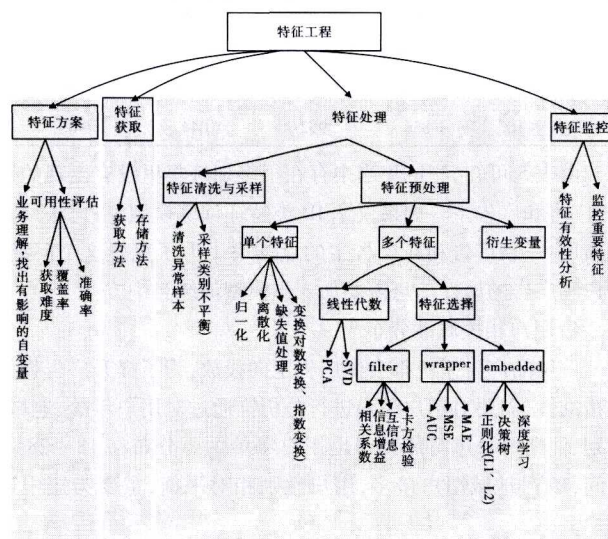 特征工程
特征方案
特征
获取
特征处理
特征监控
业务理解,找出有影响的自变量
可用性评估
获取难度
覆盖率
准确率
获取方法
存储方法
特征清洗与采样
特征预处理
特征有效性分析
监控重要特征
清洗异常样本
采样(类别不平衡)
单个特征
多个特征
衍生变量
归一化
离散化
缺失值处理
变换(对数变换、指数变换)
线性代数
特征选择
PCA
SVD
filter
wrapper
embedded
相关系数
信息增益
互信息
卡方检验
AUC
MSE
MAE
正则化(L1、L2)
决策树
深度学习